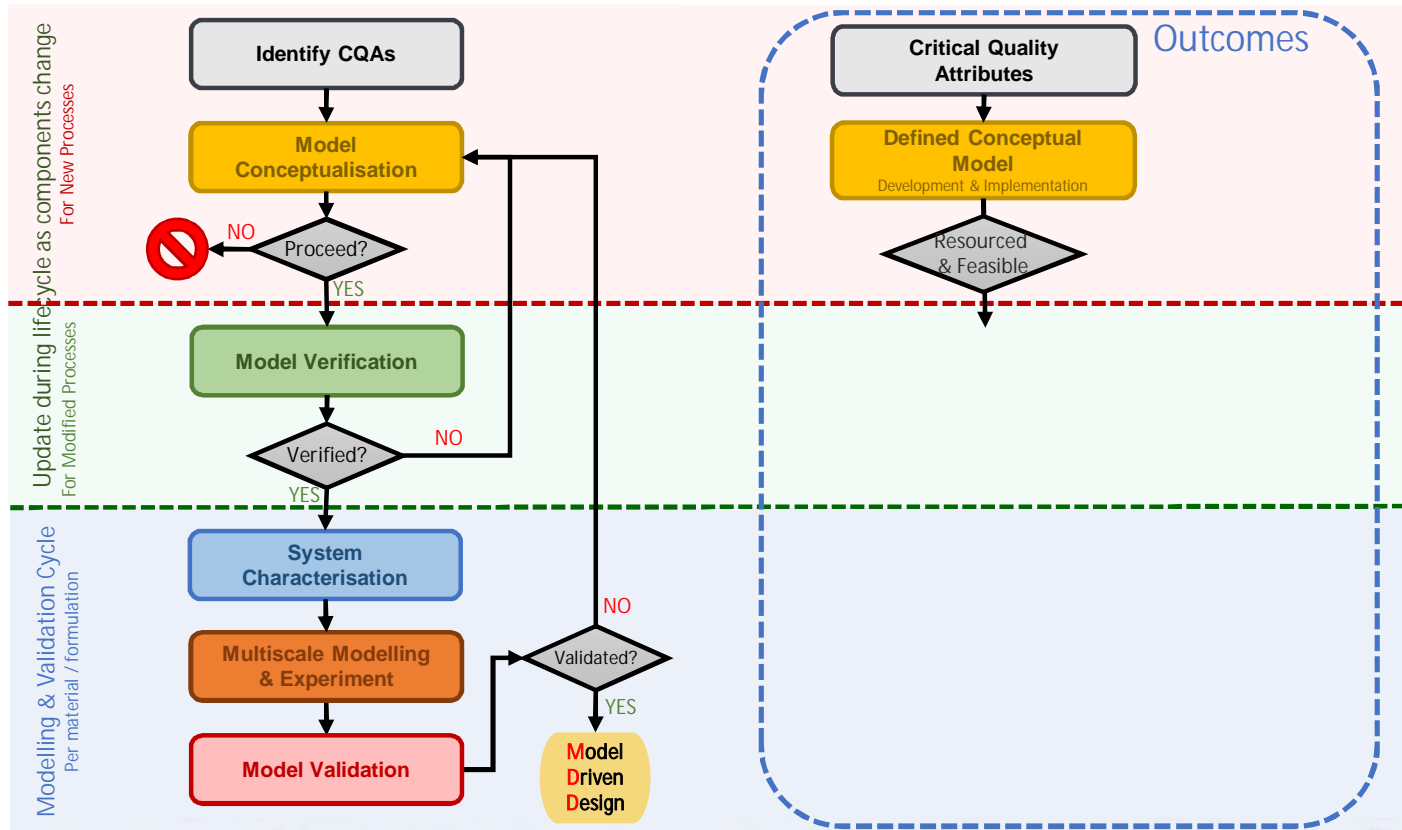 Update during lifecycle as components change
For New Processes
For Modified Processes
Modelling & Validation Cycle
Per material / formulation
Identify CQAs
Model
Conceptualisation
Proceed?
NO
YES
Model Verification
Verified?
NO
YES
System
Characterisation
Multiscale Modelling
& Experiment
Model Validation
Validated?
NO
YES
Model
Driven
Design
Outcomes
Critical Quality
Attributes
Defined Conceptual
Model
Development & Implementation
Resourced
& Feasible